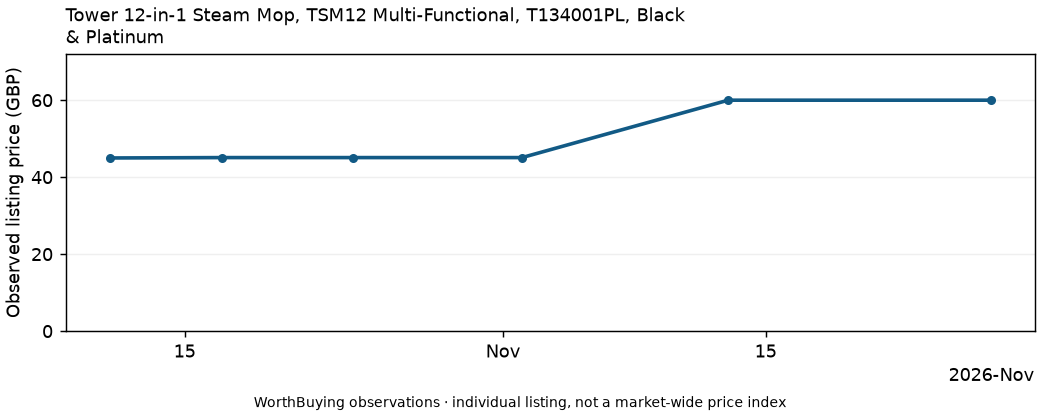 Tower 12-in-1 Steam Mop, TSM12 Multi-Functional, T134001PL, Black
& Platinum
Observed listing price (GBP)
60
40
20
0
15
Nov
15
2026-Nov
WorthBuying observations · individual listing, not a market-wide price index